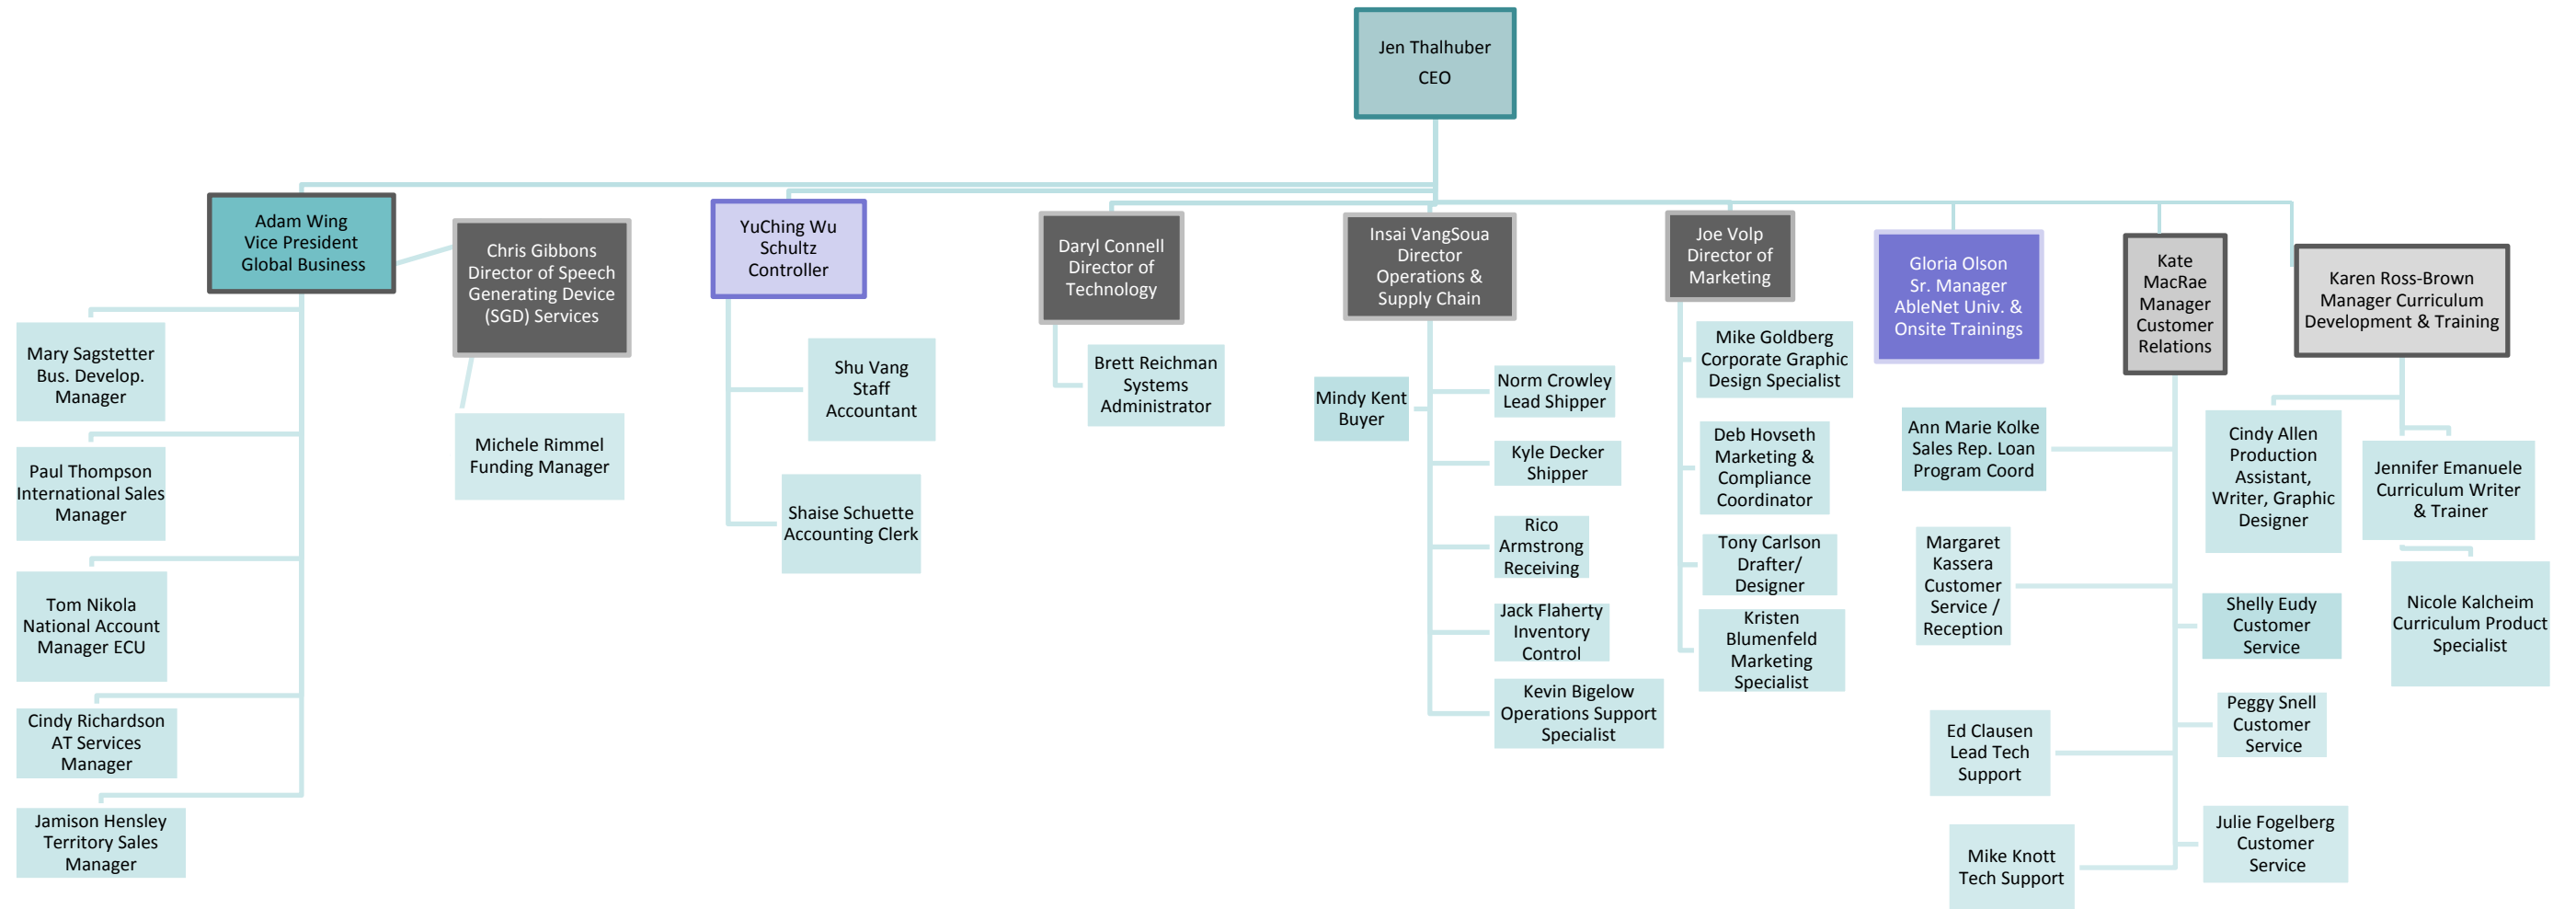 Jen Thalhuber
CEO
Adam Wing
Vice President
Global Business
Chris Gibbons
Director of Speech
Generating Device
(SGD) Services
YuChing Wu
Schultz
Controller
Daryl Connell
Director of
Technology
Insai VangSoua
Director
Operations &
Supply Chain
Joe Volp
Director of
Marketing
Gloria Olson
Sr. Manager
AbleNet Univ. &
Onsite Trainings
Kate
MacRae
Manager
Customer
Relations
Karen Ross-Brown
Manager Curriculum
Development & Training
Mary Sagstetter
Bus. Develop.
Manager
Paul Thompson
International Sales
Manager
Tom Nikola
National Account
Manager ECU
Cindy Richardson
AT Services
Manager
Jamison Hensley
Territory Sales
Manager
Michele Rimmel
Funding Manager
Shu Vang
Staff
Accountant
Shaise Schuette
Accounting Clerk
Brett Reichman
Systems
Administrator
Mindy Kent
Buyer
Norm Crowley
Lead Shipper
Kyle Decker
Shipper
Rico
Armstrong
Receiving
Jack Flaherty
Inventory
Control
Kevin Bigelow
Operations Support
Specialist
Mike Goldberg
Corporate Graphic
Design Specialist
Deb Hovseth
Marketing &
Compliance
Coordinator
Tony Carlson
Drafter/
Designer
Kristen
Blumenfeld
Marketing
Specialist
Ann Marie Kolke
Sales Rep. Loan
Program Coord
Margaret
Kassera
Customer
Service /
Reception
Ed Clausen
Lead Tech
Support
Mike Knott
Tech Support
Shelly Eudy
Customer
Service
Peggy Snell
Customer
Service
Julie Fogelberg
Customer
Service
Cindy Allen
Production
Assistant,
Writer, Graphic
Designer
Jennifer Emanuele
Curriculum Writer
& Trainer
Nicole Kalcheim
Curriculum Product
Specialist